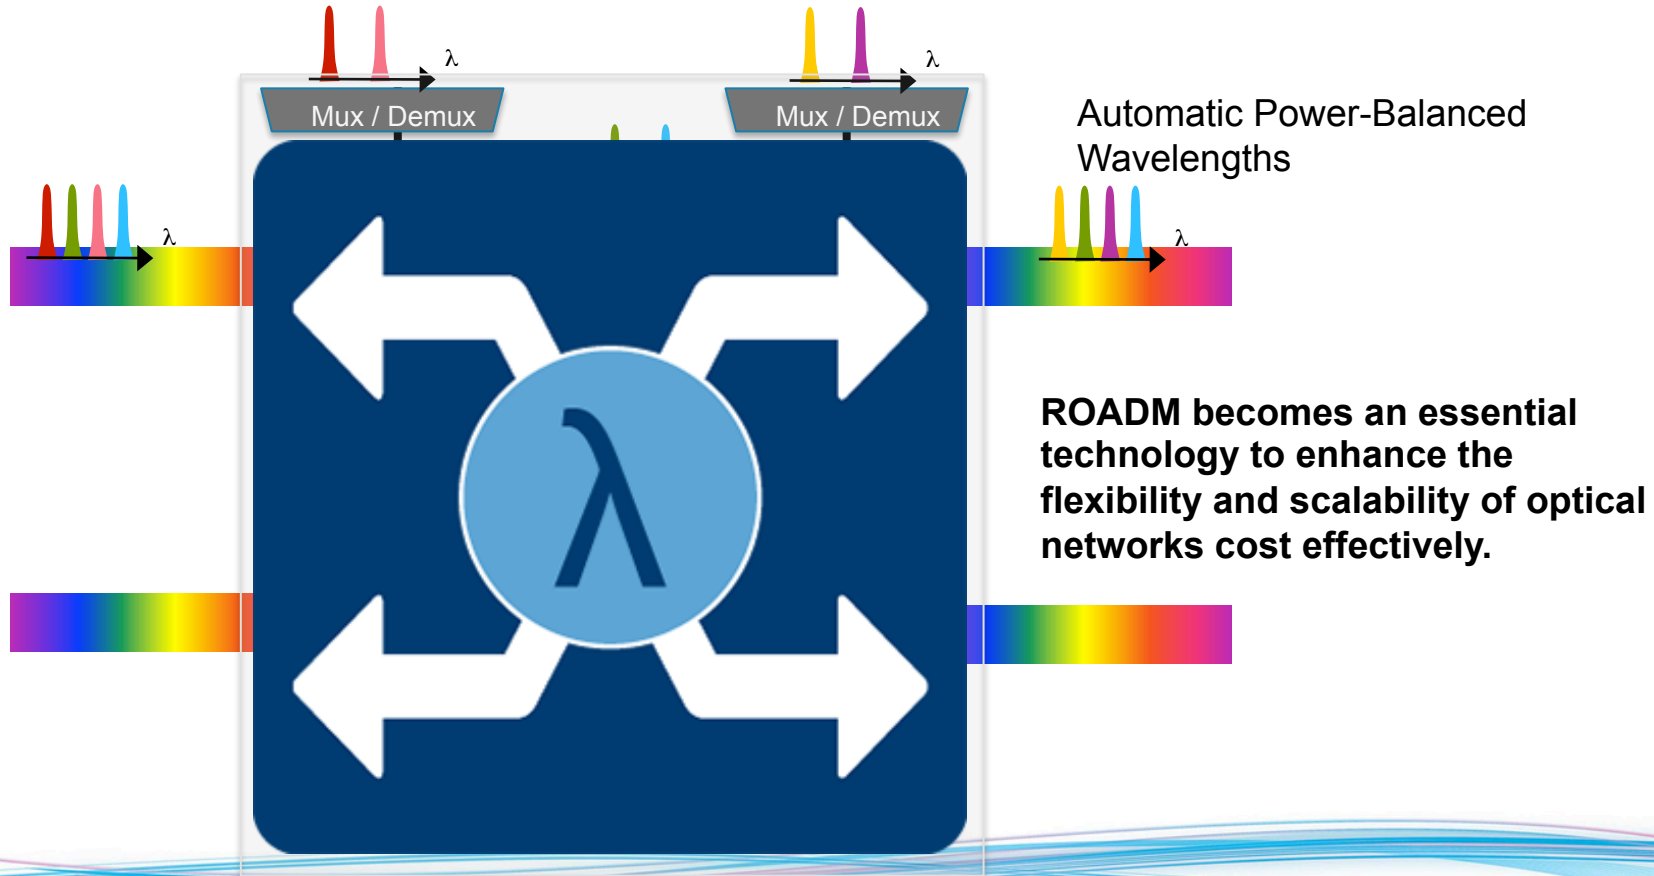 λ
λ
Mux / Demux
Mux / Demux
Automatic Power-Balanced
Wavelengths
λ
λ
ROADM becomes an essential
technology to enhance the
flexibility and scalability of optical
networks cost effectively.
λ